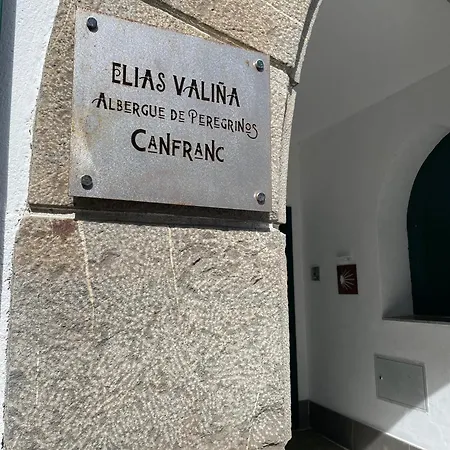 ELIAS VALIÑA
ALBERGUE DE PEREGRINOS
CANFRANC